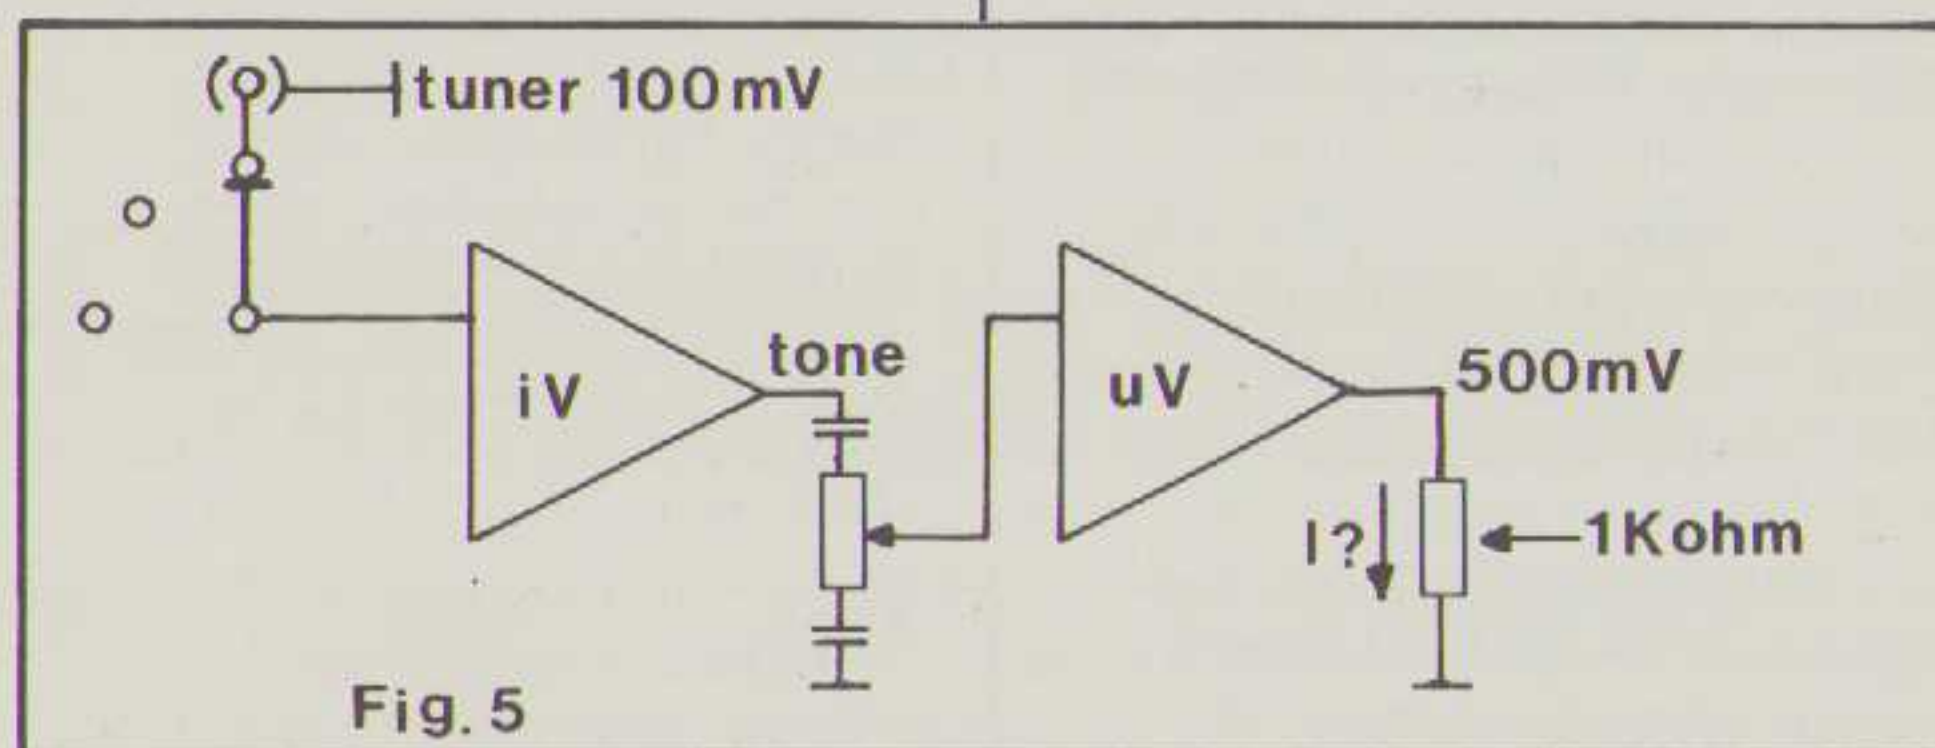 tuner 100mV
tone
iV
uV
500mV
I?
1Kohm
Fig. 5